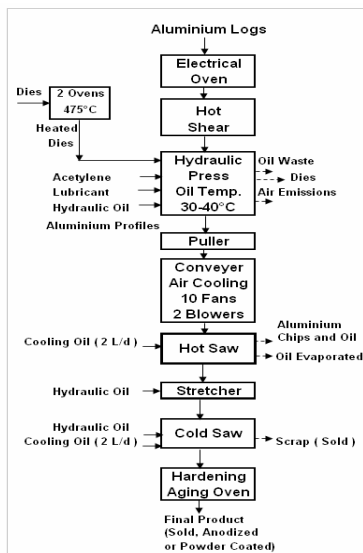 Aluminium Logs
Electrical
Oven
Dies
2 Ovens
475°C
Hot
Shear
Heated
Dies
Acetylene
Lubricant
Hydraulic Oil
Hydraulic
Press
Oil Temp.
30-40°C
Oil Waste
Dies
Air Emissions
Aluminium Profiles
Puller
Conveyer
Air Cooling
10 Fans
2 Blowers
Cooling Oil ( 2 L/d )
Hot Saw
Aluminium
Chips and Oil
Oil Evaporated
Hydraulic Oil
Stretcher
Hydraulic Oil
Cooling Oil ( 2 L/d )
Cold Saw
Scrap ( Sold )
Hardening
Aging Oven
Final Product
(Sold, Anodized
or Powder Coated)